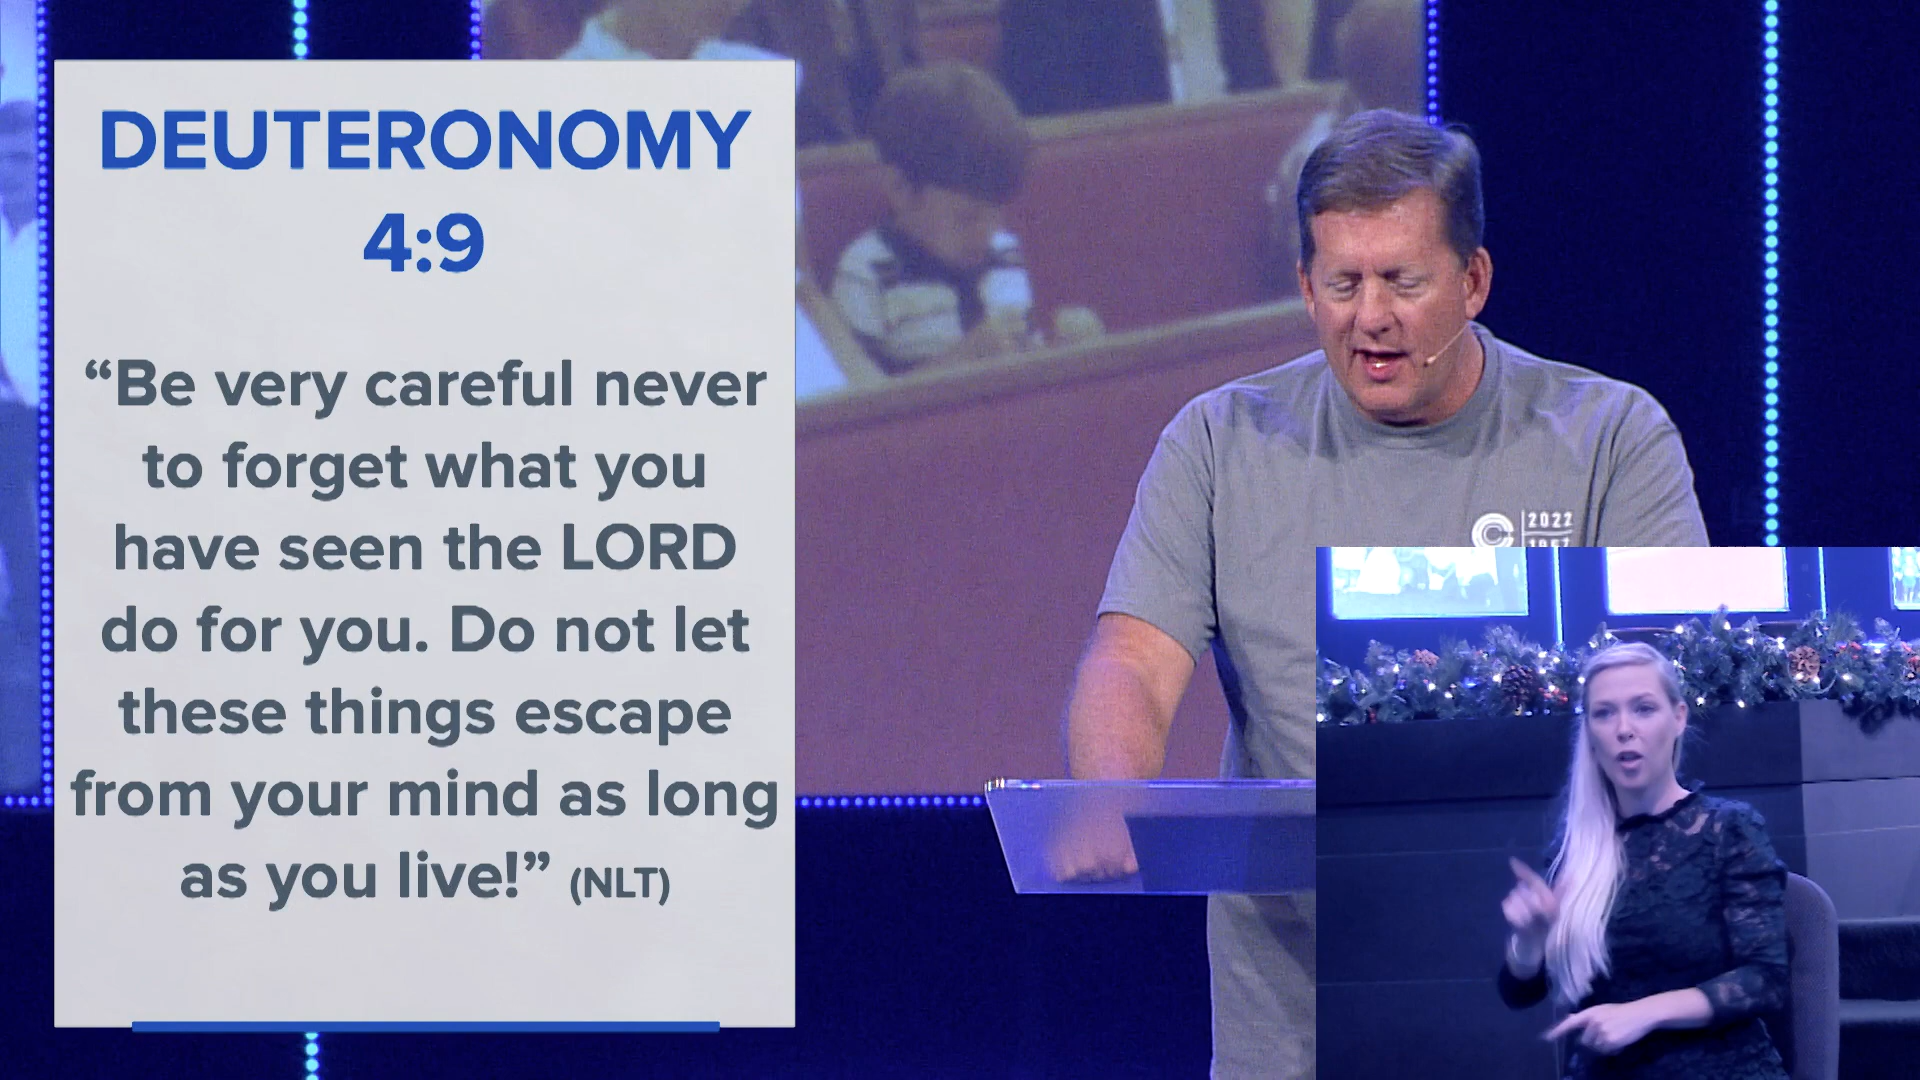 DEUTERONOMY
4:9
“Be very careful never
to forget what you
have seen the LORD
do for you. Do not let
these things escape
from your mind as long
as you live!” (NLT)
2022
1957